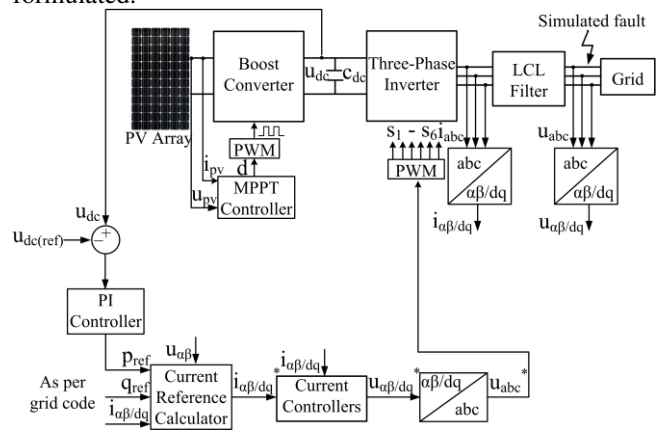 formulated.
Simulated fault
PV Array
Boost
Converter
u_dc
c_dc
Three-Phase
Inverter
LCL
Filter
Grid
PWM
d
i_pv
MPPT
Controller
u_pv
s_1 - s_6
i_abc
PWM
abc
αβ/dq
i_αβ/dq
u_abc
abc
αβ/dq
u_αβ/dq
u_dc
u_dc(ref)
− +
PI
Controller
p_ref
u_αβ
As per
grid code
q_ref
i_αβ/dq
Current
Reference
Calculator
i_αβ/dq*
i_αβ/dq
Current
Controllers
u_αβ/dq*
αβ/dq
abc
u_abc*